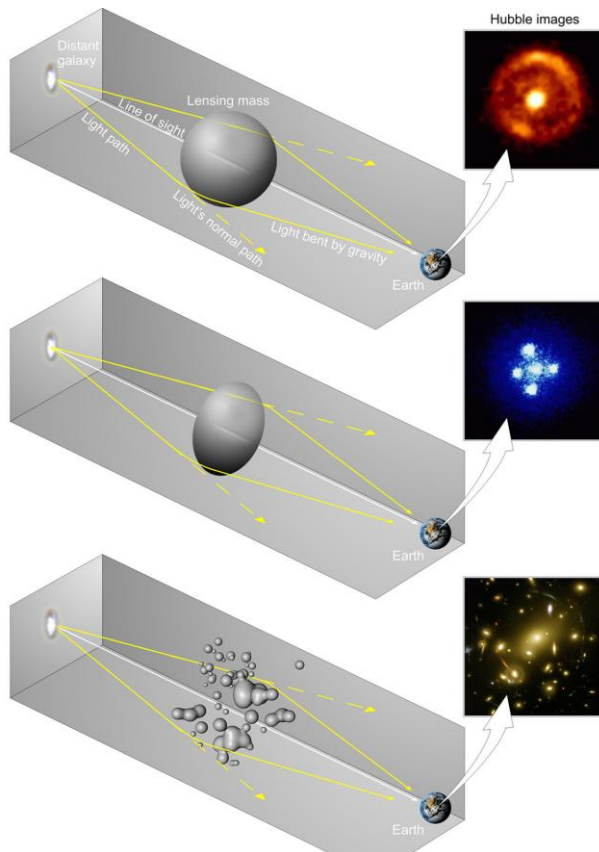 Hubble images
Distant
galaxy
Lensing mass
Line of sight
Light path
Light's normal path
Light bent by gravity
Earth
Earth
Earth